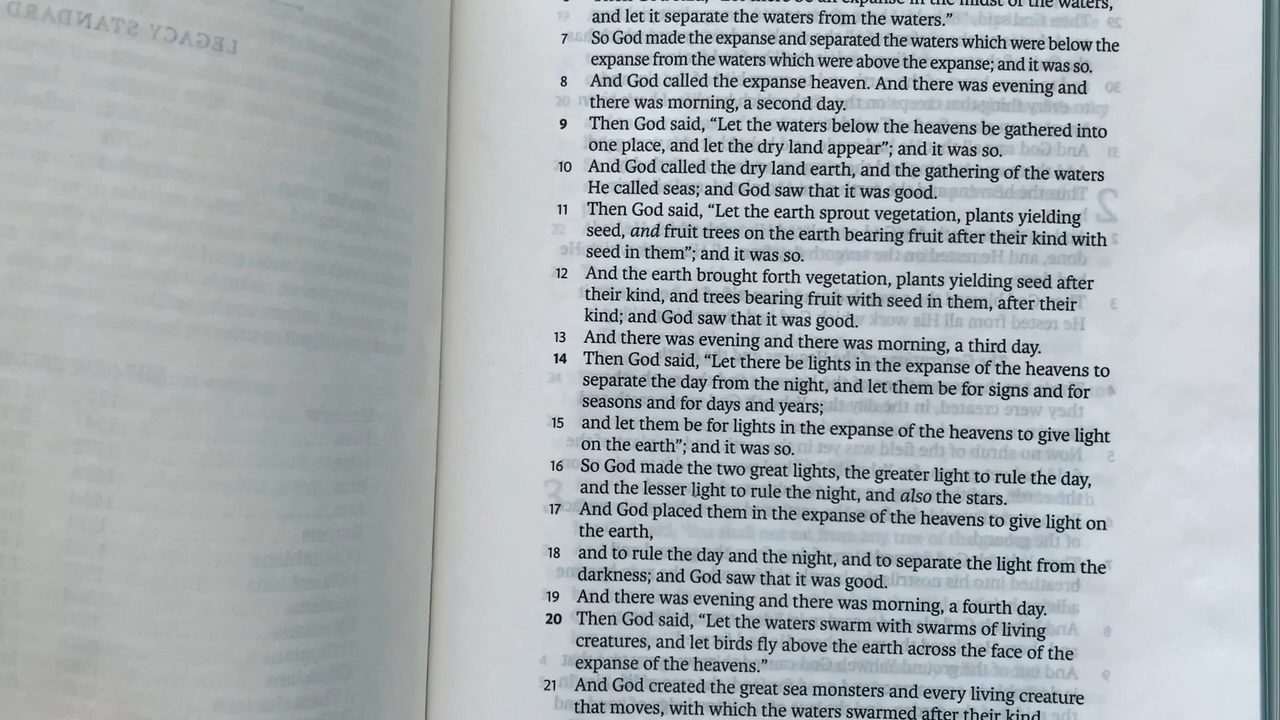 LEGACY STANDARD
Then God said, “Let there be an expanse in the midst of the waters,
and let it separate the waters from the waters.”
7 So God made the expanse and separated the waters which were below the
expanse from the waters which were above the expanse; and it was so.
8 And God called the expanse heaven. And there was evening and
there was morning, a second day.
9 Then God said, “Let the waters below the heavens be gathered into
one place, and let the dry land appear”; and it was so.
10 And God called the dry land earth, and the gathering of the waters
He called seas; and God saw that it was good.
11 Then God said, “Let the earth sprout vegetation, plants yielding
seed, and fruit trees on the earth bearing fruit after their kind with
seed in them”; and it was so.
12 And the earth brought forth vegetation, plants yielding seed after
their kind, and trees bearing fruit with seed in them, after their
kind; and God saw that it was good.
13 And there was evening and there was morning, a third day.
14 Then God said, “Let there be lights in the expanse of the heavens to
separate the day from the night, and let them be for signs and for
seasons and for days and years;
15 and let them be for lights in the expanse of the heavens to give light
on the earth”; and it was so.
16 So God made the two great lights, the greater light to rule the day,
and the lesser light to rule the night, and also the stars.
17 And God placed them in the expanse of the heavens to give light on
the earth,
18 and to rule the day and the night, and to separate the light from the
darkness; and God saw that it was good.
19 And there was evening and there was morning, a fourth day.
20 Then God said, “Let the waters swarm with swarms of living
creatures, and let birds fly above the earth across the face of the
expanse of the heavens.”
21 And God created the great sea monsters and every living creature
that moves, with which the waters swarmed after their kind